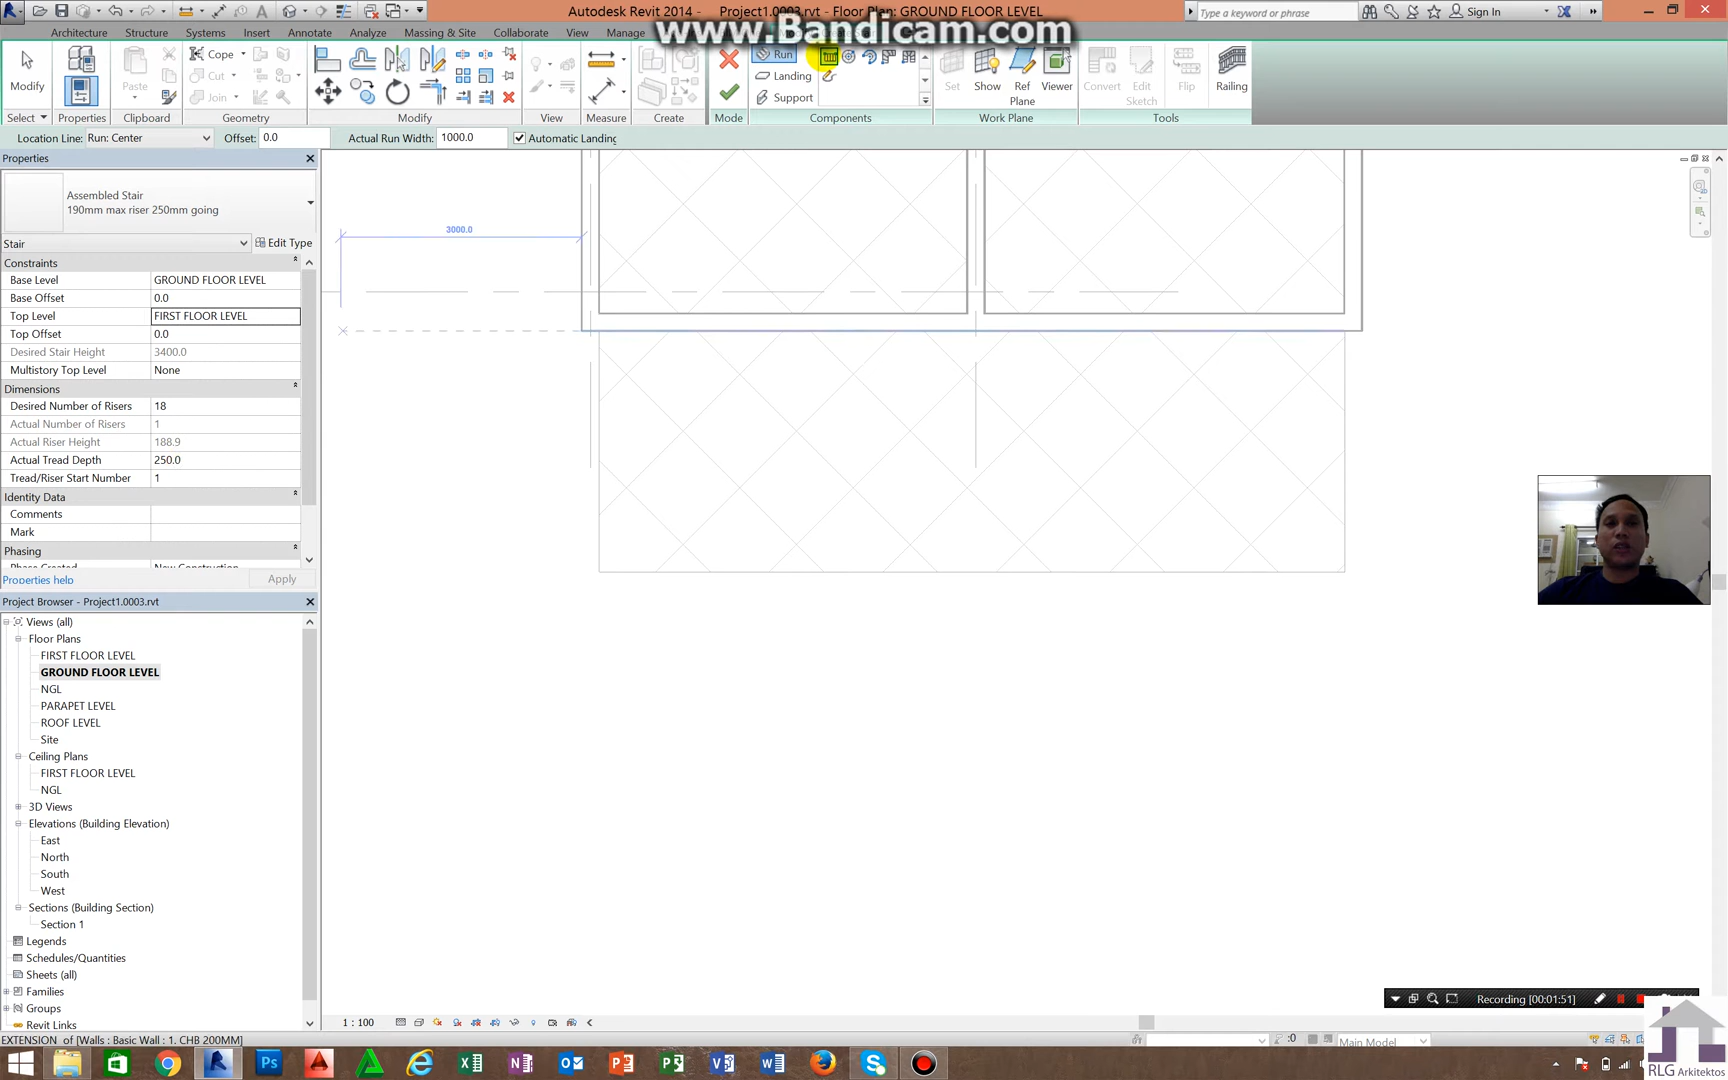 Autodesk Revit 2014 - Project1.0003.rvt - Floor Plan: GROUND FLOOR LEVEL
Type a keyword or phrase
Sign In
www.Bandicam.com
Architecture Structure Systems Insert Annotate Analyze Massing & Site Collaborate View Manage
Modify
Paste
Cope
Cut
Join
Run
Landing
Support
Set
Show
Ref
Plane
Viewer
Convert
Edit
Sketch
Flip
Railing
Select Properties Clipboard Geometry Modify View Measure Create Mode Components Work Plane Tools
Location Line: Run: Center Offset: 0.0 Actual Run Width: 1000.0 Automatic Landing
Properties
Assembled Stair
190mm max riser 250mm going
Stair Edit Type
Constraints
Base Level GROUND FLOOR LEVEL
Base Offset 0.0
Top Level FIRST FLOOR LEVEL
Top Offset 0.0
Desired Stair Height 3400.0
Multistory Top Level None
Dimensions
Desired Number of Risers 18
Actual Number of Risers 1
Actual Riser Height 188.9
Actual Tread Depth 250.0
Tread/Riser Start Number 1
Identity Data
Comments
Mark
Phasing
Phase Created New Construction
Properties help Apply
3000.0
Project Browser - Project1.0003.rvt
Views (all)
Floor Plans
FIRST FLOOR LEVEL
GROUND FLOOR LEVEL
NGL
PARAPET LEVEL
ROOF LEVEL
Site
Ceiling Plans
FIRST FLOOR LEVEL
NGL
3D Views
Elevations (Building Elevation)
East
North
South
West
Sections (Building Section)
Section 1
Legends
Schedules/Quantities
Sheets (all)
Families
Groups
Revit Links
Recording [00:01:51]
1 : 100
EXTENSION of [Walls : Basic Wall : 1. CHB 200MM]
:0
Main Model
RLG Arkitektos